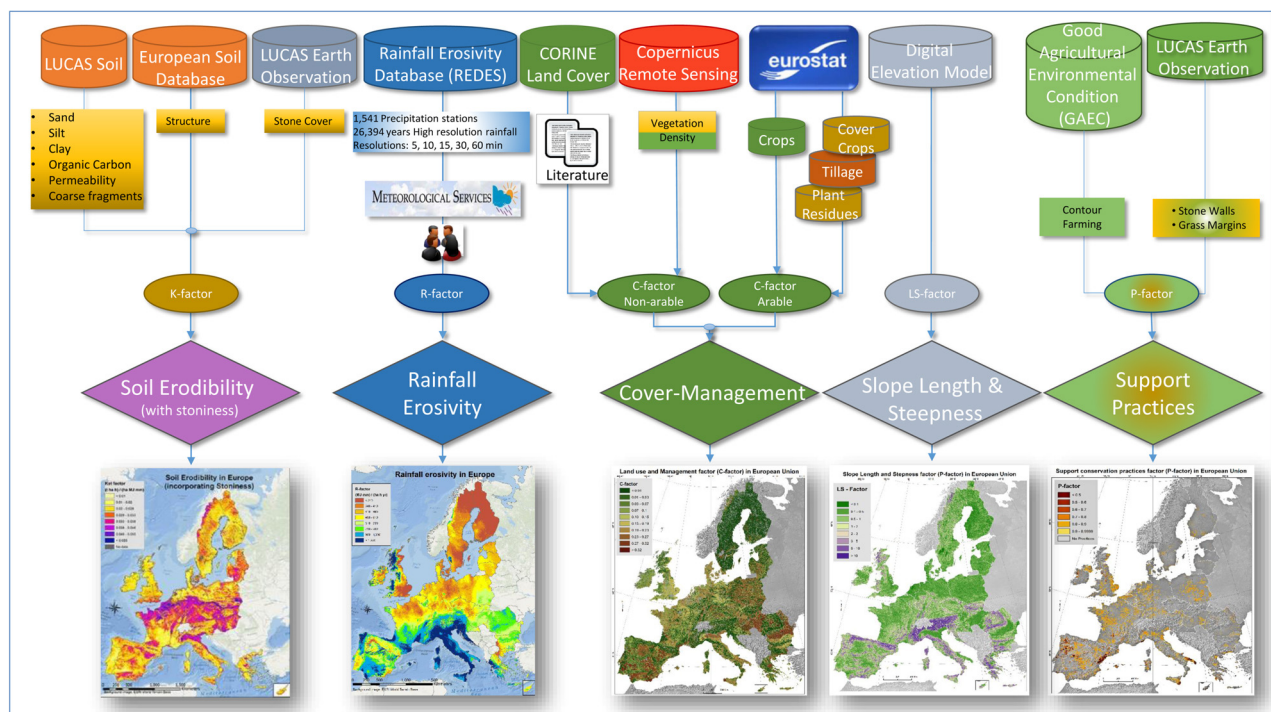 LUCAS Soil
European Soil
Database
LUCAS Earth
Observation
Rainfall Erosivity
Database (REDES)
CORINE
Land Cover
Copernicus
Remote Sensing
eurostat
Digital
Elevation Model
Good
Agricultural
Environmental
Condition
(GAEC)
LUCAS Earth
Observation
• Sand
• Silt
• Clay
• Organic Carbon
• Permeability
• Coarse fragments
Structure
Stone Cover
1,541 Precipitation stations
26,394 years High resolution rainfall
Resolutions: 5, 10, 15, 30, 60 min
METEOROLOGICAL SERVICES
Literature
Vegetation
Density
Crops
Cover
Crops
Tillage
Plant
Residues
Contour
Farming
• Stone Walls
• Grass Margins
K-factor
R-factor
C-factor
Non-arable
C-factor
Arable
LS-factor
P-factor
Soil Erodibility
(with stoniness)
Rainfall
Erosivity
Cover-Management
Slope Length &
Steepness
Support
Practices
Soil Erodibility in Europe
(incorporating Stoniness)
Rainfall erosivity in Europe
R-factor
Land use and Management factor (C-factor) in European Union
C-factor
Slope Length and Stepness factor (P-factor) in European Union
LS - Factor
Support conservation practices factor (P-factor) in European Union
P-factor
No Practices